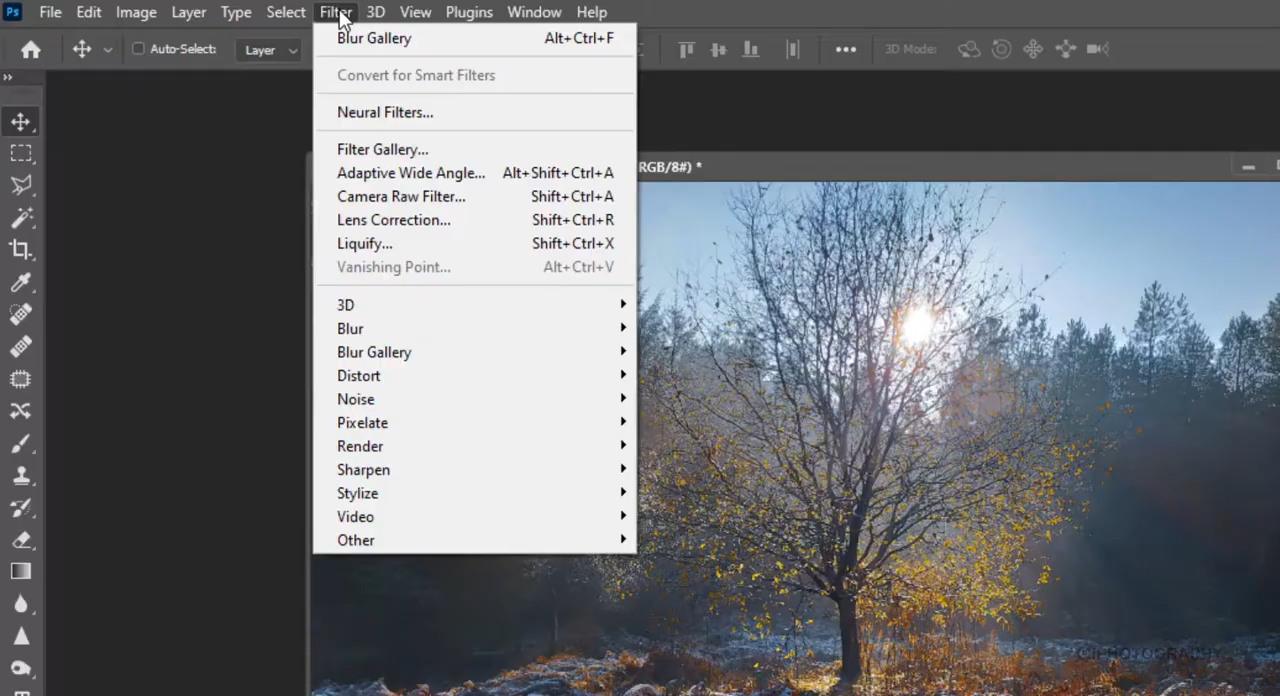 Ps File Edit Image Layer Type Select Filter 3D View Plugins Window Help
Auto-Select: Layer 3D Mode:
Blur Gallery Alt+Ctrl+F
Convert for Smart Filters
Neural Filters...
Filter Gallery...
Adaptive Wide Angle... Alt+Shift+Ctrl+A
Camera Raw Filter... Shift+Ctrl+A
Lens Correction... Shift+Ctrl+R
Liquify... Shift+Ctrl+X
Vanishing Point... Alt+Ctrl+V
3D
Blur
Blur Gallery
Distort
Noise
Pixelate
Render
Sharpen
Stylize
Video
Other
RGB/8#) *
©IPHOTOGRAPHY